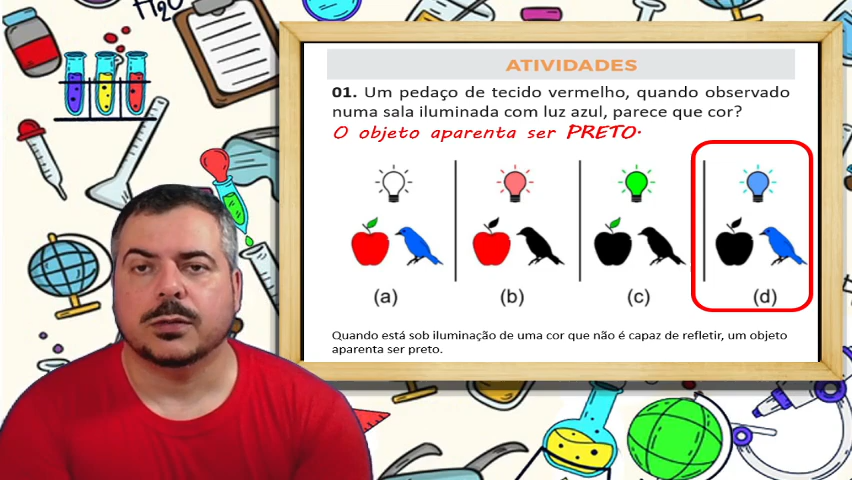 H₂O
ATIVIDADES
01. Um pedaço de tecido vermelho, quando observado
numa sala iluminada com luz azul, parece que cor?
O objeto aparenta ser PRETO.
(a) (b) (c) (d)
Quando está sob iluminação de uma cor que não é capaz de refletir, um objeto
aparenta ser preto.